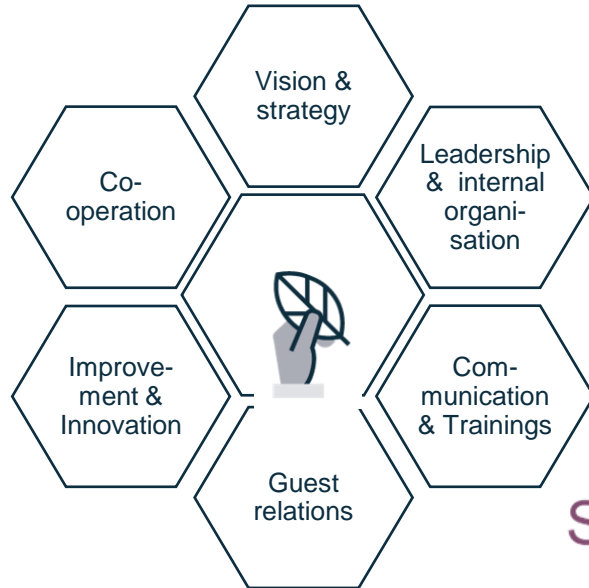 Vision &
strategy
Leadership
& internal
organi-
sation
Com-
munication
& Trainings
Guest
relations
Improve-
ment &
Innovation
Co-
operation
S